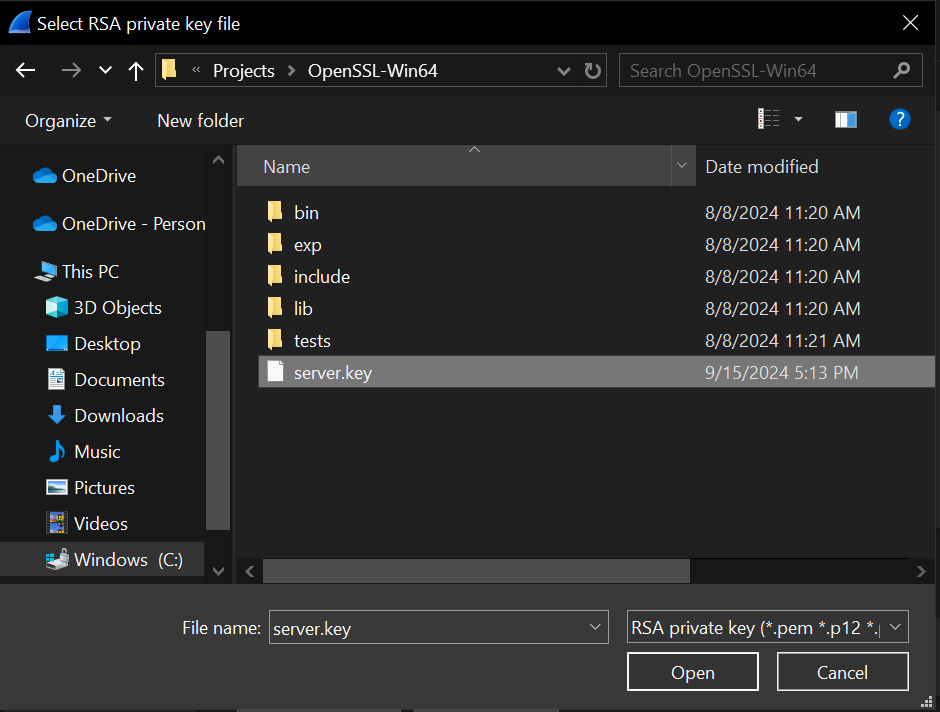 Select RSA private key file
« Projects > OpenSSL-Win64
Search OpenSSL-Win64
Organize
New folder
?
OneDrive
OneDrive - Person
This PC
3D Objects
Desktop
Documents
Downloads
Music
Pictures
Videos
Windows (C:)
Name Date modified
bin 8/8/2024 11:20 AM
exp 8/8/2024 11:20 AM
include 8/8/2024 11:20 AM
lib 8/8/2024 11:20 AM
tests 8/8/2024 11:21 AM
server.key 9/15/2024 5:13 PM
File name: server.key
RSA private key (*.pem *.p12 *.
Open Cancel